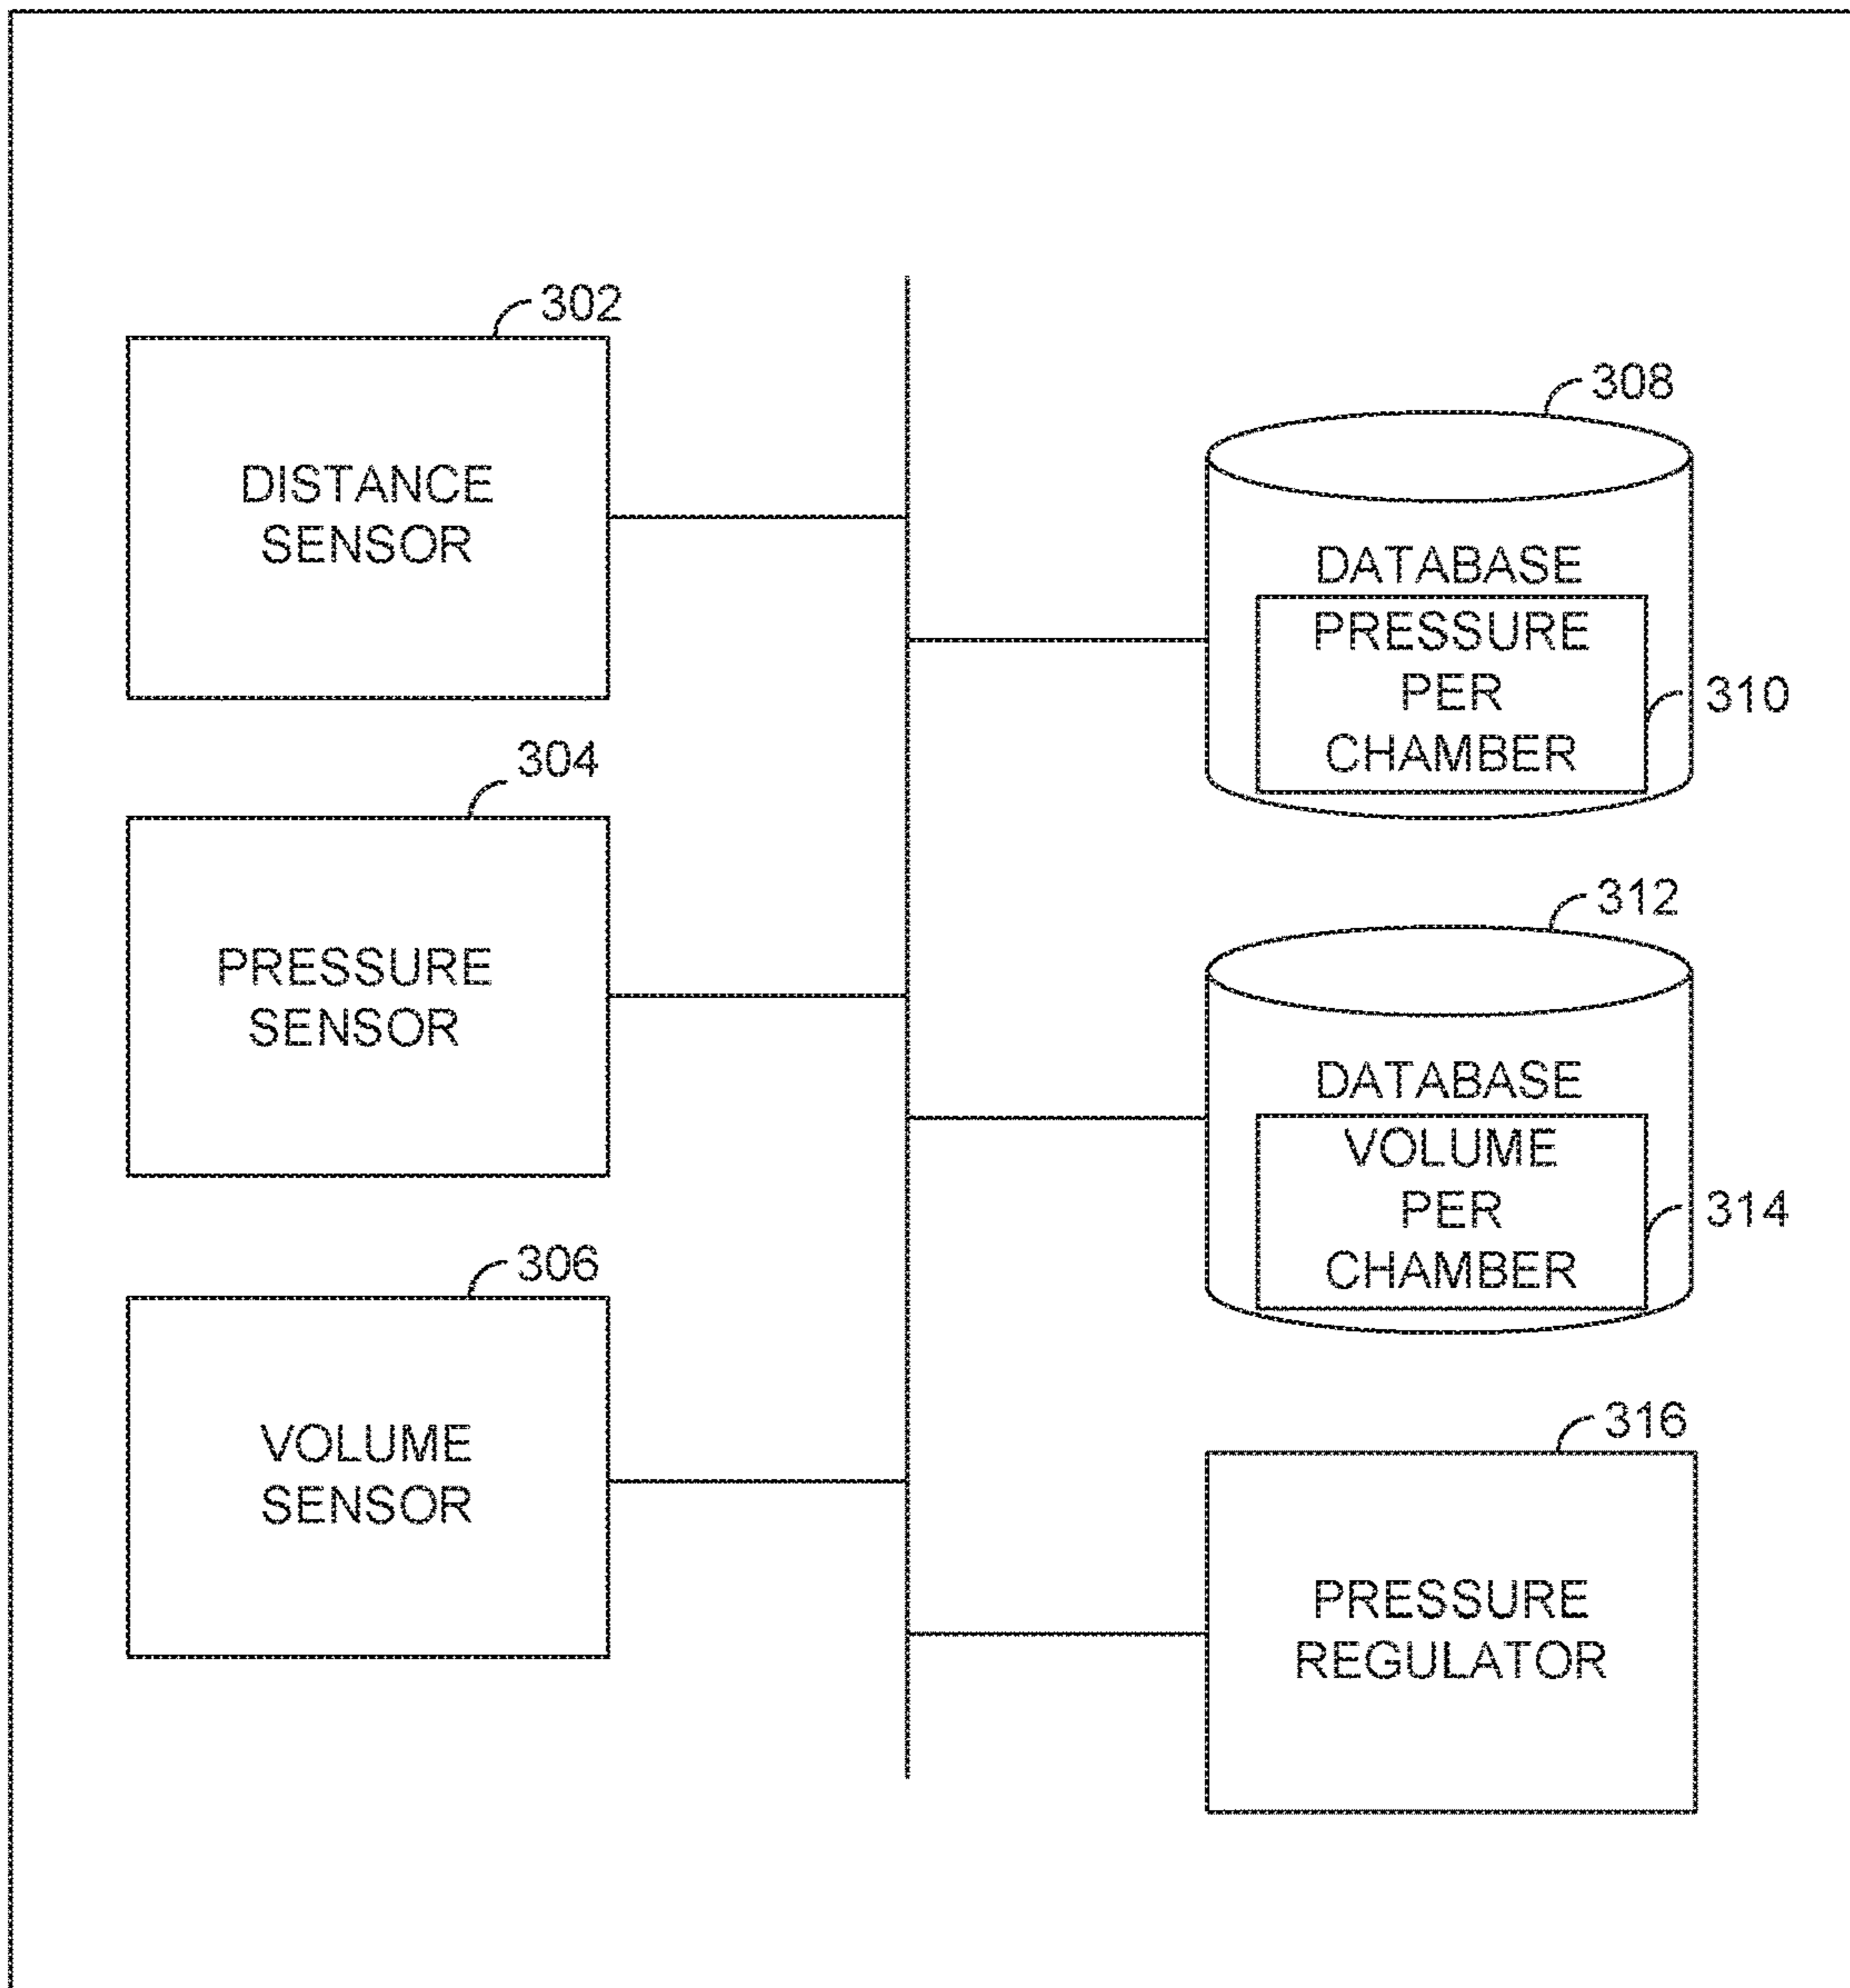 302
DISTANCE
SENSOR
304
PRESSURE
SENSOR
306
VOLUME
SENSOR
308
DATABASE
PRESSURE
PER
CHAMBER
310
312
DATABASE
VOLUME
PER
CHAMBER
314
316
PRESSURE
REGULATOR